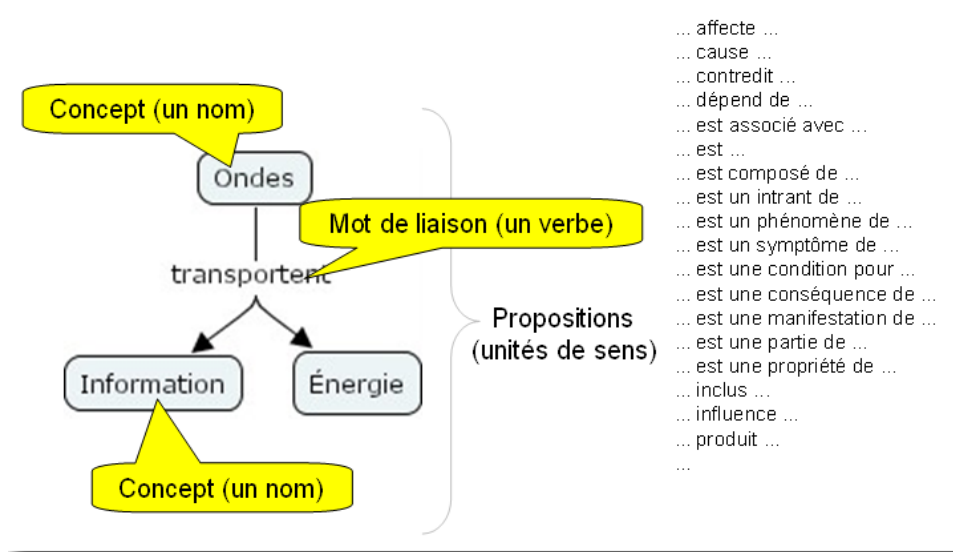 Concept (un nom)
Ondes
Mot de liaison (un verbe)
transportent
Information
Énergie
Concept (un nom)
Propositions
(unités de sens)
... affecte ...
... cause ...
... contredit ...
... dépend de ...
... est associé avec ...
... est ...
... est composé de ...
... est un intrant de ...
... est un phénomène de ...
... est un symptôme de ...
... est une condition pour ...
... est une conséquence de ...
... est une manifestation de ...
... est une partie de ...
... est une propriété de ...
... inclus ...
... influence ...
... produit ...
...